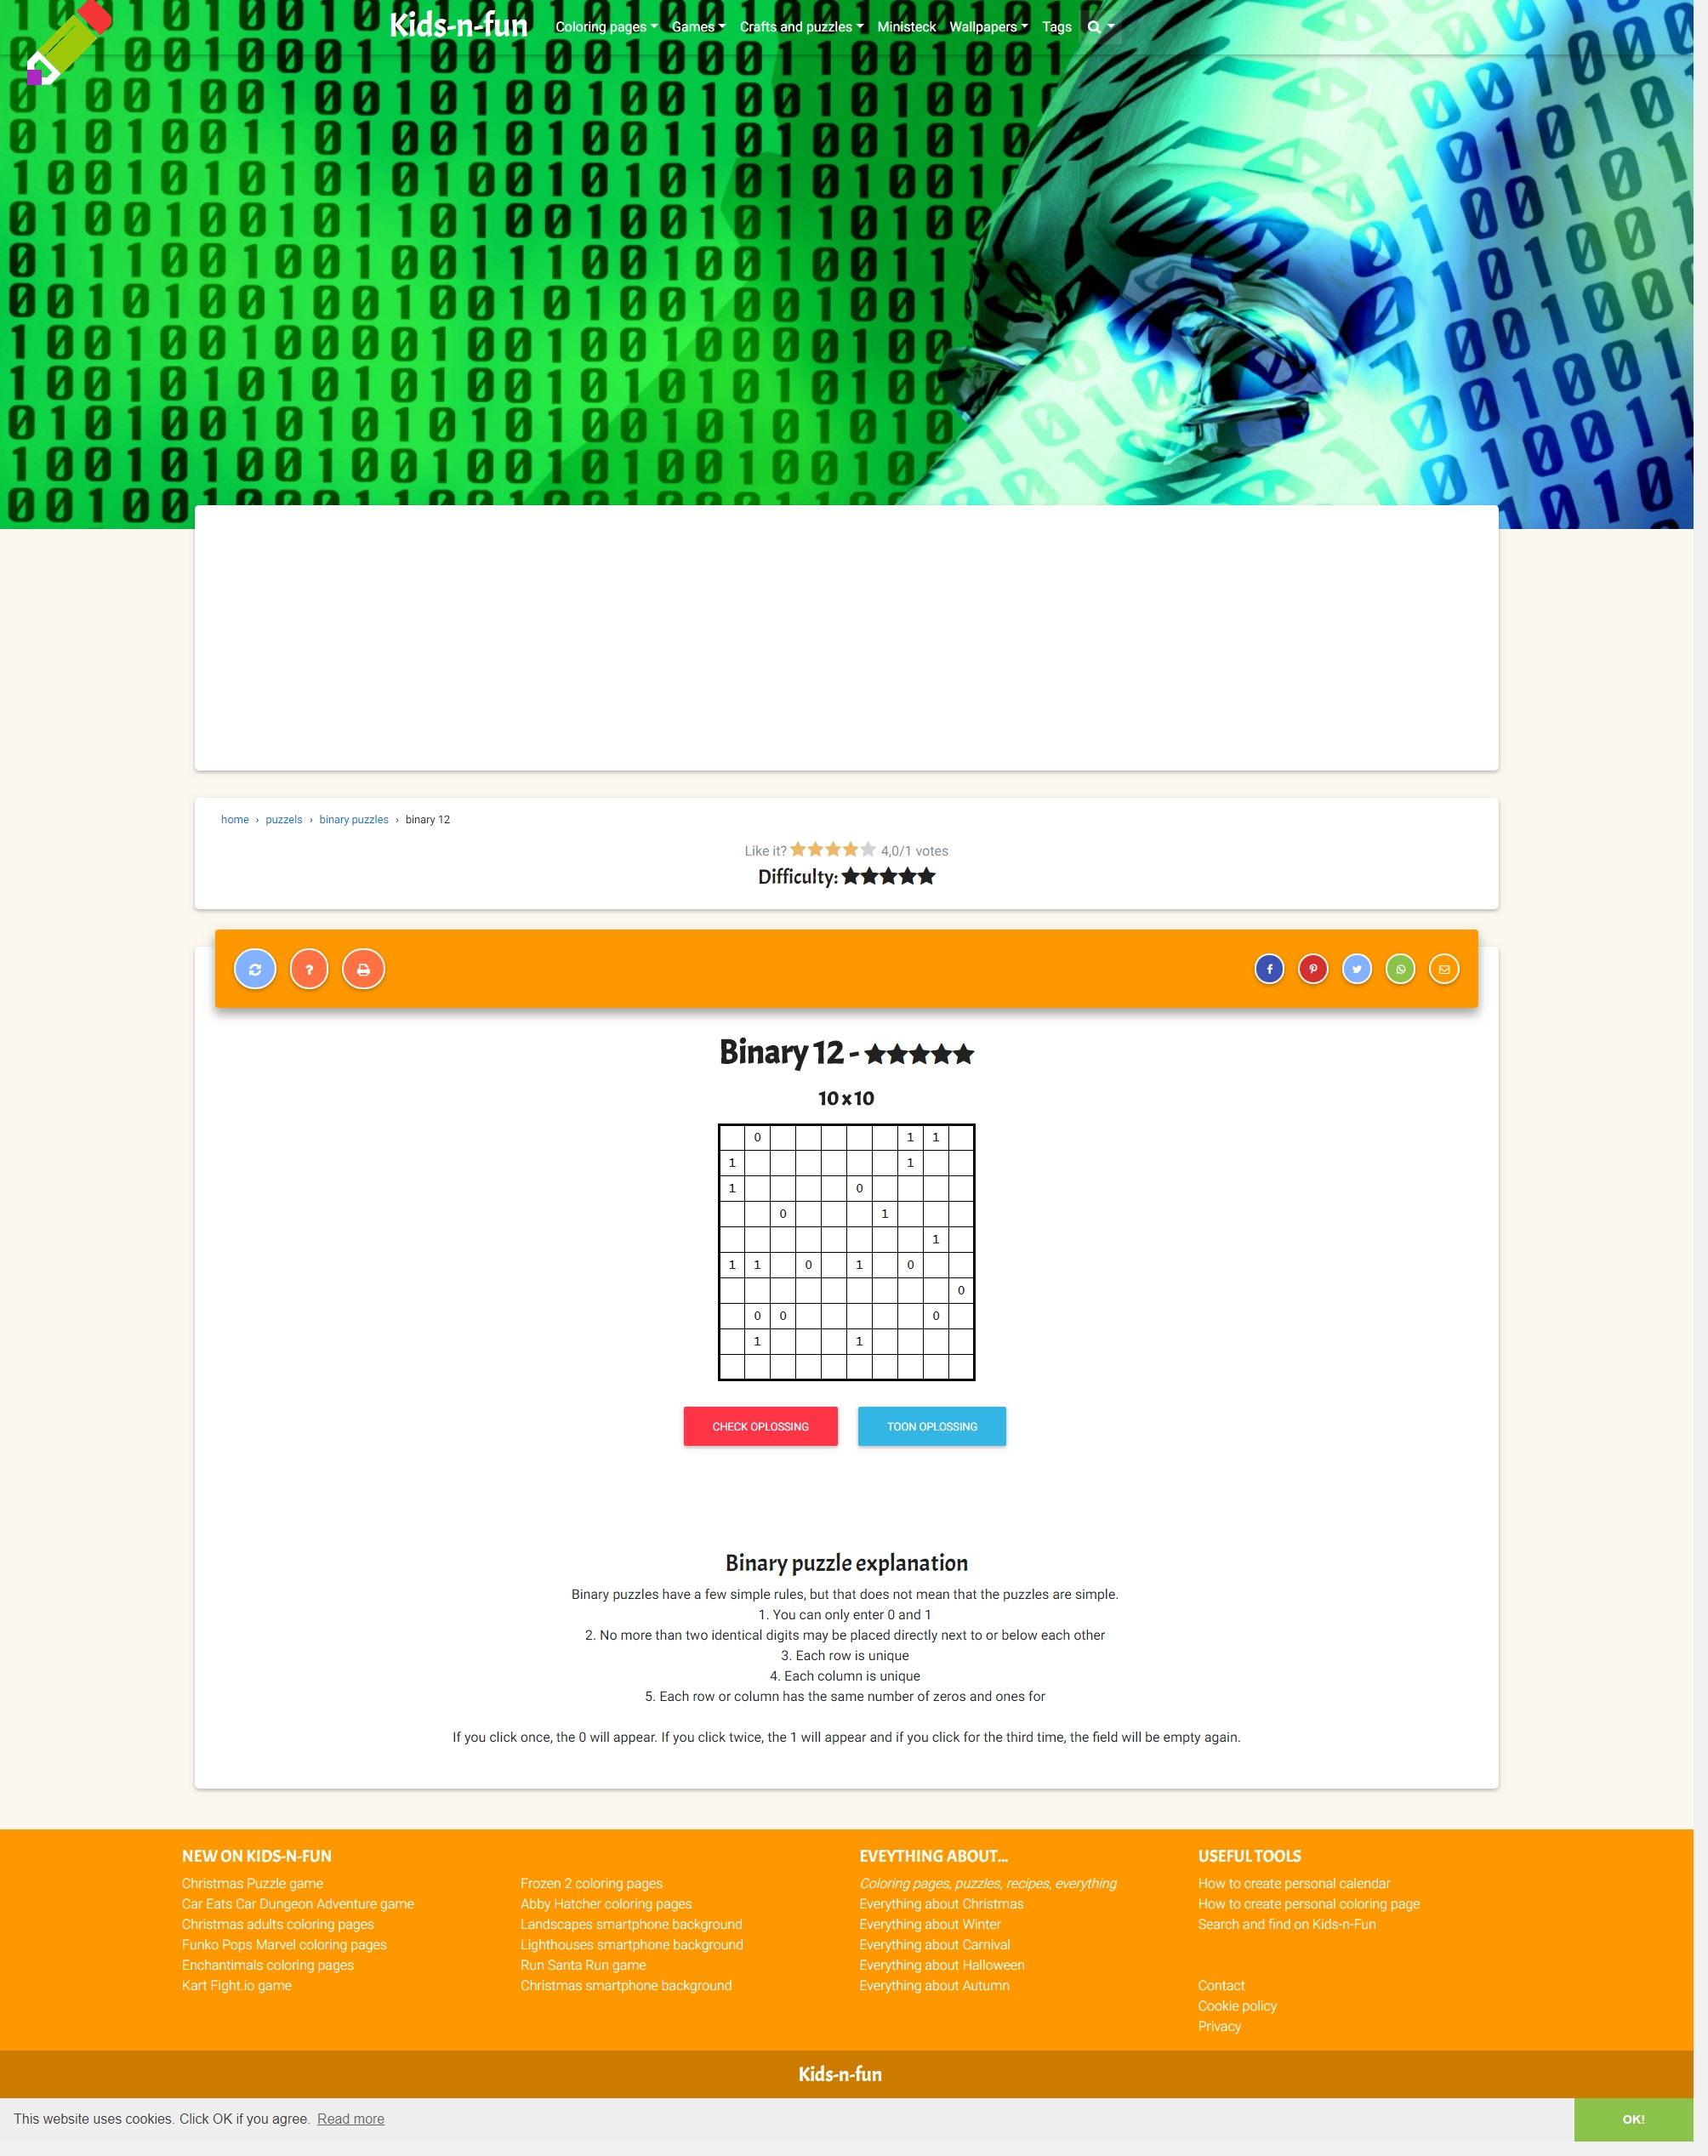 Kids-n-fun Coloring pages Games Crafts and puzzles Ministeck Wallpapers Tags
home › puzzels › binary puzzles › binary 12
Like it? 4,0/1 votes
Difficulty:
Binary 12 -
10 x 10
0 1 1
1 1
1 0
0 1
1
1 1 0 1 0
0
0 0 0
1 1
CHECK OPLOSSING TOON OPLOSSING
Binary puzzle explanation
Binary puzzles have a few simple rules, but that does not mean that the puzzles are simple.
1. You can only enter 0 and 1
2. No more than two identical digits may be placed directly next to or below each other
3. Each row is unique
4. Each column is unique
5. Each row or column has the same number of zeros and ones for
If you click once, the 0 will appear. If you click twice, the 1 will appear and if you click for the third time, the field will be empty again.
NEW ON KIDS-N-FUN
Christmas Puzzle game
Car Eats Car Dungeon Adventure game
Christmas adults coloring pages
Funko Pops Marvel coloring pages
Enchantimals coloring pages
Kart Fight.io game
Frozen 2 coloring pages
Abby Hatcher coloring pages
Landscapes smartphone background
Lighthouses smartphone background
Run Santa Run game
Christmas smartphone background
EVEYTHING ABOUT...
Coloring pages, puzzles, recipes, everything
Everything about Christmas
Everything about Winter
Everything about Carnival
Everything about Halloween
Everything about Autumn
USEFUL TOOLS
How to create personal calendar
How to create personal coloring page
Search and find on Kids-n-Fun
Contact
Cookie policy
Privacy
Kids-n-fun
This website uses cookies. Click OK if you agree. Read more OK!